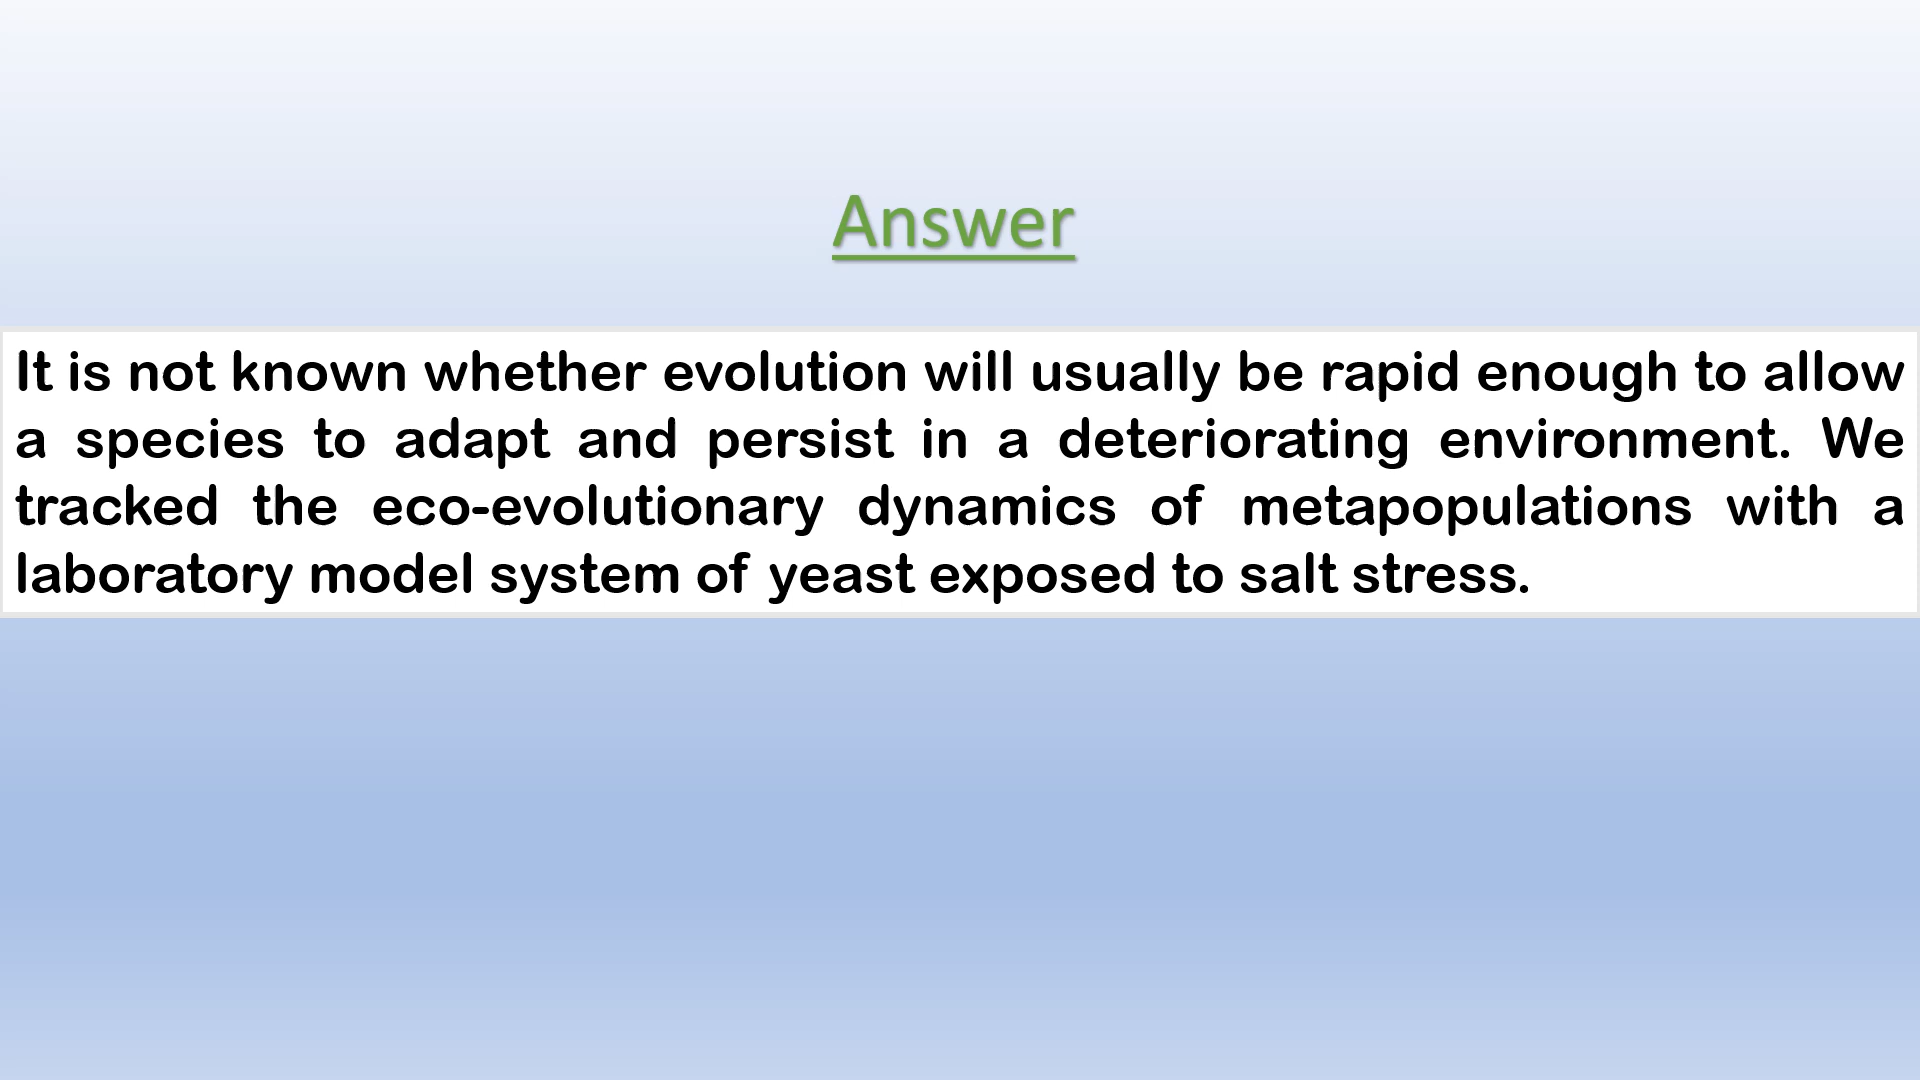 Answer
It is not known whether evolution will usually be rapid enough to allow
a species to adapt and persist in a deteriorating environment. We
tracked the eco-evolutionary dynamics of metapopulations with a
laboratory model system of yeast exposed to salt stress.